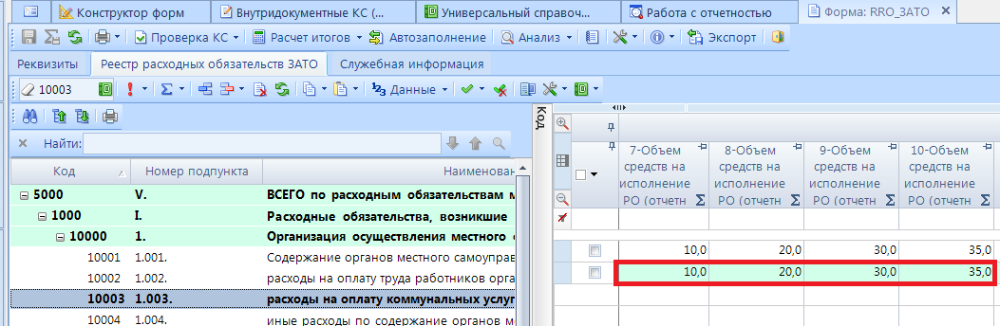 Конструктор форм
Внутридокументные КС (...
Универсальный справоч...
Работа с отчетностью
Форма: RRO_ЗАТО
Проверка КС
Расчет итогов
Автозаполнение
Анализ
Экспорт
Реквизиты
Реестр расходных обязательств ЗАТО
Служебная информация
10003
123 Данные
Найти:
Код
Номер подпункта
Наименован
5000 V. ВСЕГО по расходным обязательствам м
1000 I. Расходные обязательства, возникшие
10000 1. Организация осуществления местного
10001 1.001. Содержание органов местного самоуправ
10002 1.002. расходы на оплату труда работников орга
10003 1.003. расходы на оплату коммунальных услуг
10004 1.004. иные расходы по содержание органов м
Код
7-Объем средств на исполнение РО (отчетн
8-Объем средств на исполнение РО (отчетн
9-Объем средств на исполнение РО (отчетн
10-Объем средств на исполнение РО (отчетн
10,0 20,0 30,0 35,0
10,0 20,0 30,0 35,0